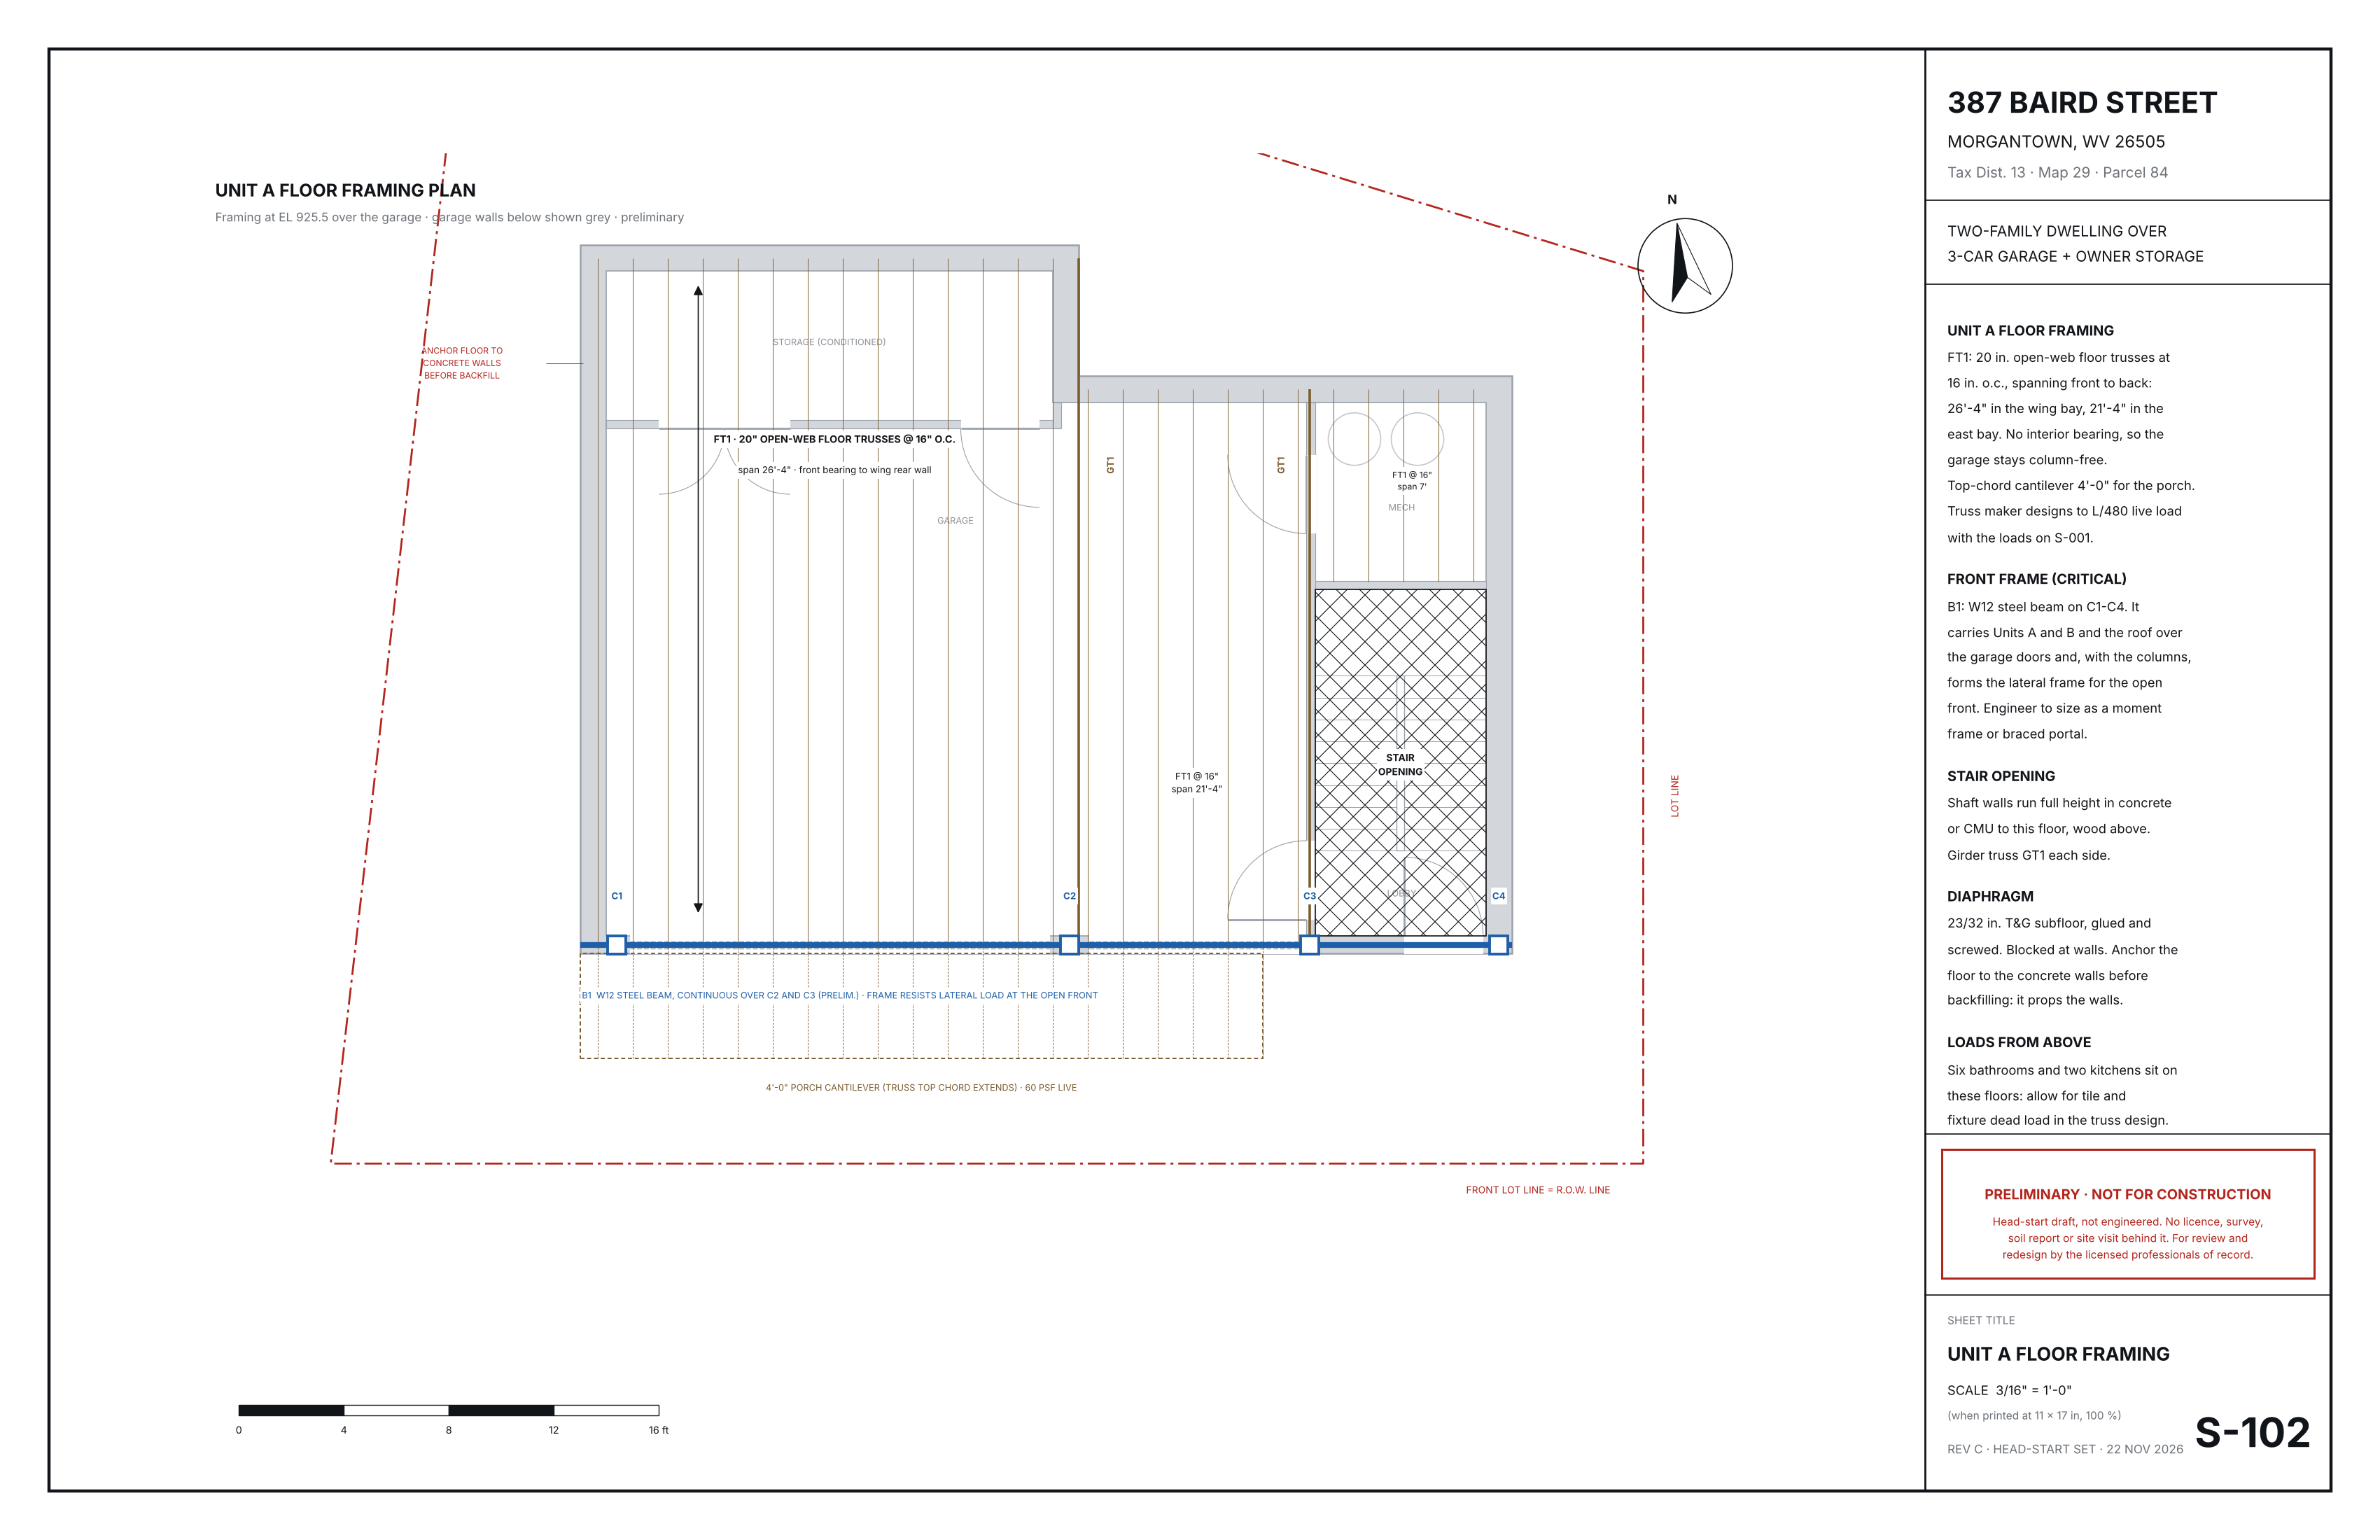 UNIT A FLOOR FRAMING PLAN
Framing at EL 925.5 over the garage · garage walls below shown grey · preliminary
N
ANCHOR FLOOR TO
CONCRETE WALLS
BEFORE BACKFILL
STORAGE (CONDITIONED)
FT1 · 20" OPEN-WEB FLOOR TRUSSES @ 16" O.C.
span 26'-4" · front bearing to wing rear wall
GARAGE
GT1
GT1
FT1 @ 16"
span 7'
MECH
STAIR
OPENING
FT1 @ 16"
span 21'-4"
LOT LINE
LOBBY
C1
C2
C3
C4
B1 W12 STEEL BEAM, CONTINUOUS OVER C2 AND C3 (PRELIM.) · FRAME RESISTS LATERAL LOAD AT THE OPEN FRONT
4'-0" PORCH CANTILEVER (TRUSS TOP CHORD EXTENDS) · 60 PSF LIVE
FRONT LOT LINE = R.O.W. LINE
0
4
8
12
16 ft
387 BAIRD STREET
MORGANTOWN, WV 26505
Tax Dist. 13 · Map 29 · Parcel 84
TWO-FAMILY DWELLING OVER
3-CAR GARAGE + OWNER STORAGE
UNIT A FLOOR FRAMING
FT1: 20 in. open-web floor trusses at
16 in. o.c., spanning front to back:
26'-4" in the wing bay, 21'-4" in the
east bay. No interior bearing, so the
garage stays column-free.
Top-chord cantilever 4'-0" for the porch.
Truss maker designs to L/480 live load
with the loads on S-001.
FRONT FRAME (CRITICAL)
B1: W12 steel beam on C1-C4. It
carries Units A and B and the roof over
the garage doors and, with the columns,
forms the lateral frame for the open
front. Engineer to size as a moment
frame or braced portal.
STAIR OPENING
Shaft walls run full height in concrete
or CMU to this floor, wood above.
Girder truss GT1 each side.
DIAPHRAGM
23/32 in. T&G subfloor, glued and
screwed. Blocked at walls. Anchor the
floor to the concrete walls before
backfilling: it props the walls.
LOADS FROM ABOVE
Six bathrooms and two kitchens sit on
these floors: allow for tile and
fixture dead load in the truss design.
PRELIMINARY · NOT FOR CONSTRUCTION
Head-start draft, not engineered. No licence, survey,
soil report or site visit behind it. For review and
redesign by the licensed professionals of record.
SHEET TITLE
UNIT A FLOOR FRAMING
SCALE 3/16" = 1'-0"
(when printed at 11 × 17 in, 100 %)
REV C · HEAD-START SET · 22 NOV 2026
S-102